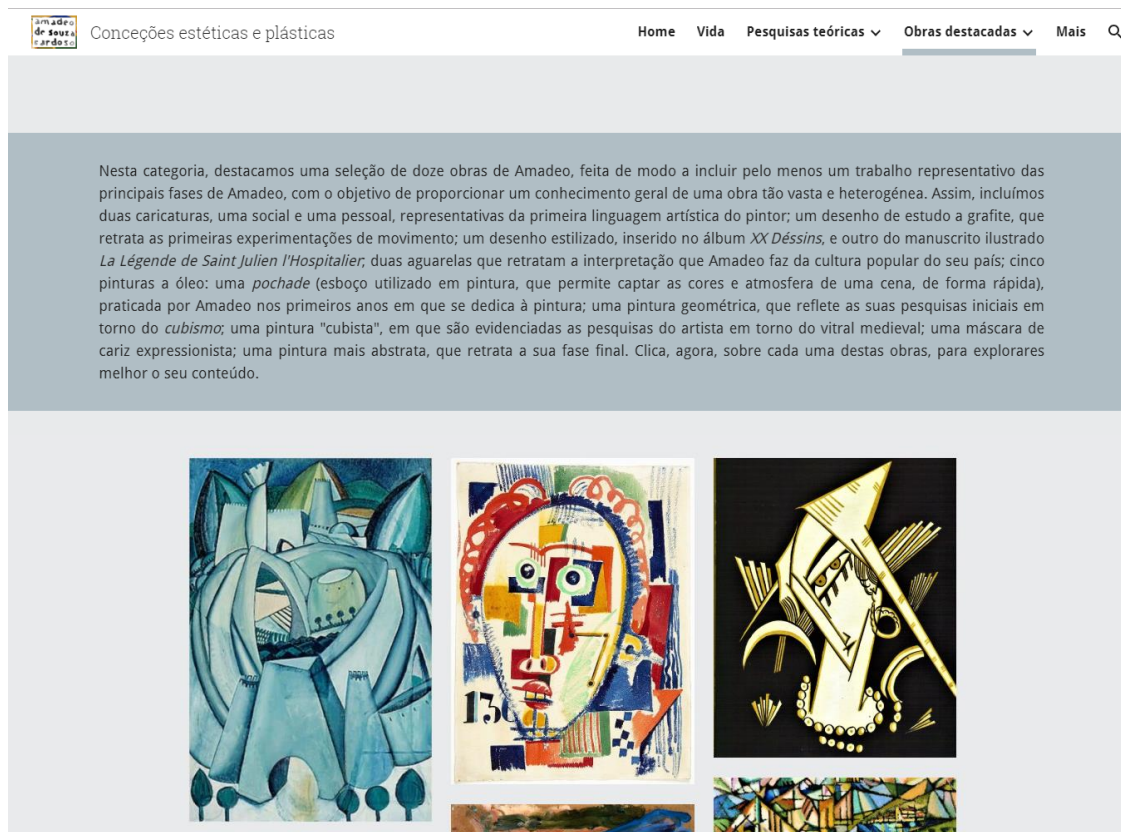 amadeo
de souza
cardoso
Conceções estéticas e plásticas
Home Vida Pesquisas teóricas Obras destacadas Mais
Nesta categoria, destacamos uma seleção de doze obras de Amadeo, feita de modo a incluir pelo menos um trabalho representativo das
principais fases de Amadeo, com o objetivo de proporcionar um conhecimento geral de uma obra tão vasta e heterogénea. Assim, incluímos
duas caricaturas, uma social e uma pessoal, representativas da primeira linguagem artística do pintor; um desenho de estudo a grafite, que
retrata as primeiras experimentações de movimento; um desenho estilizado, inserido no álbum XX Déssins, e outro do manuscrito ilustrado
La Légende de Saint Julien l'Hospitalier; duas aguarelas que retratam a interpretação que Amadeo faz da cultura popular do seu país; cinco
pinturas a óleo: uma pochade (esboço utilizado em pintura, que permite captar as cores e atmosfera de uma cena, de forma rápida),
praticada por Amadeo nos primeiros anos em que se dedica à pintura; uma pintura geométrica, que reflete as suas pesquisas iniciais em
torno do cubismo; uma pintura "cubista", em que são evidenciadas as pesquisas do artista em torno do vitral medieval; uma máscara de
cariz expressionista; uma pintura mais abstrata, que retrata a sua fase final. Clica, agora, sobre cada uma destas obras, para explorares
melhor o seu conteúdo.
130